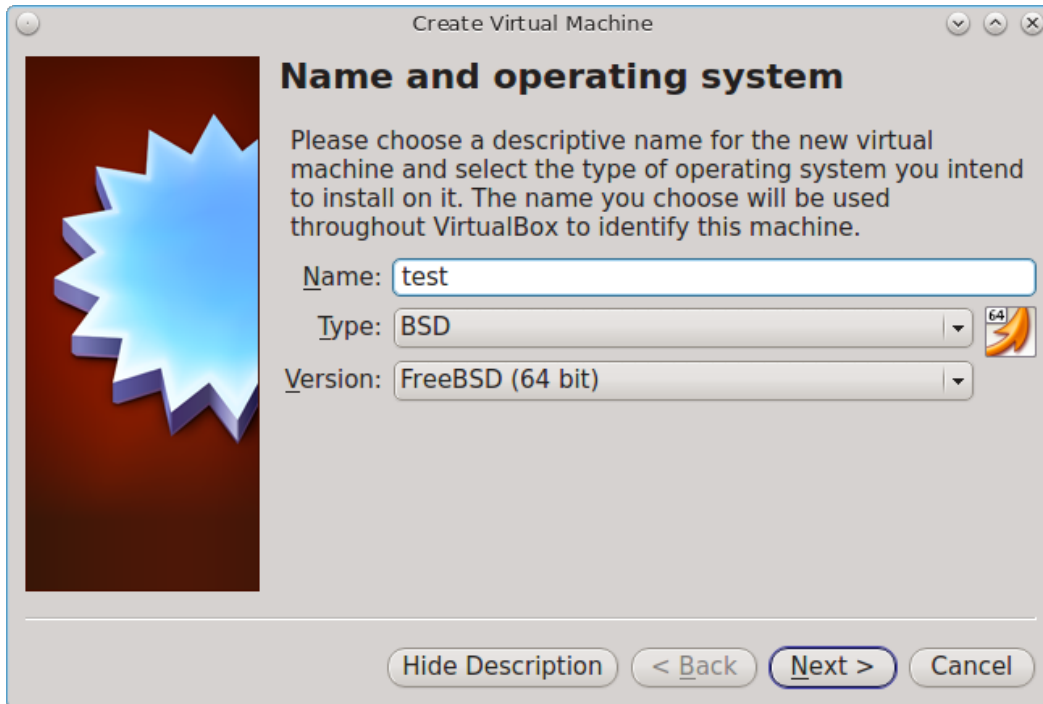 Create Virtual Machine
Name and operating system
Please choose a descriptive name for the new virtual
machine and select the type of operating system you intend
to install on it. The name you choose will be used
throughout VirtualBox to identify this machine.
Name: test
Type: BSD
64
Version: FreeBSD (64 bit)
Hide Description < Back Next > Cancel